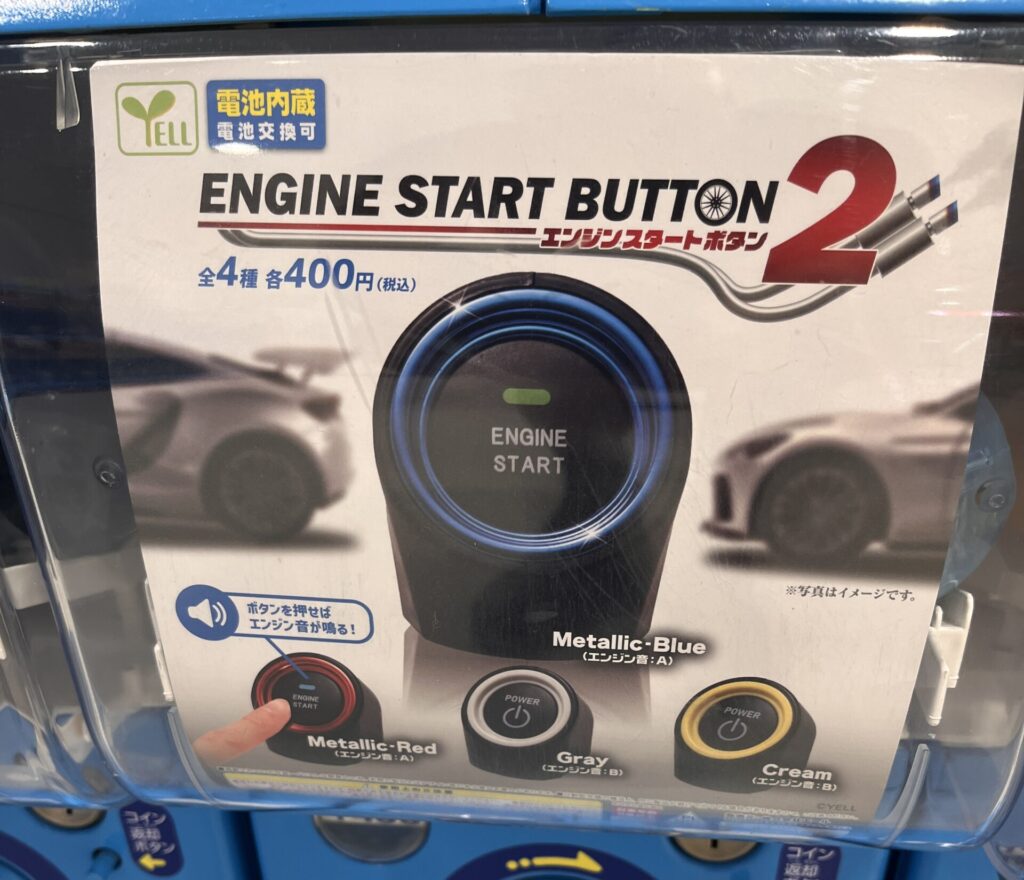 YELL
電池内蔵
電池交換可
ENGINE START BUTTON 2
エンジンスタートボタン
全4種 各400円(税込)
ENGINE
START
※写真はイメージです。
ボタンを押せば
エンジン音が鳴る!
Metallic-Blue
(エンジン音:A)
ENGINE
START
Metallic-Red
(エンジン音:A)
POWER
Gray
(エンジン音:B)
POWER
Cream
(エンジン音:B)
©YELL
コイン
返却
ボタン
コイン
返却